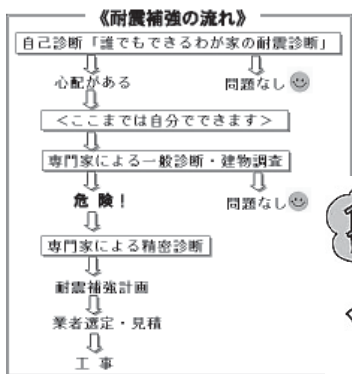 《耐震補強の流れ》
自己診断「誰でもできるわが家の耐震診断」
心配がある 問題なし
<ここまでは自分でできます>
専門家による一般診断・建物調査
危険! 問題なし
専門家による精密診断
耐震補強計画
業者選定・見積
工事